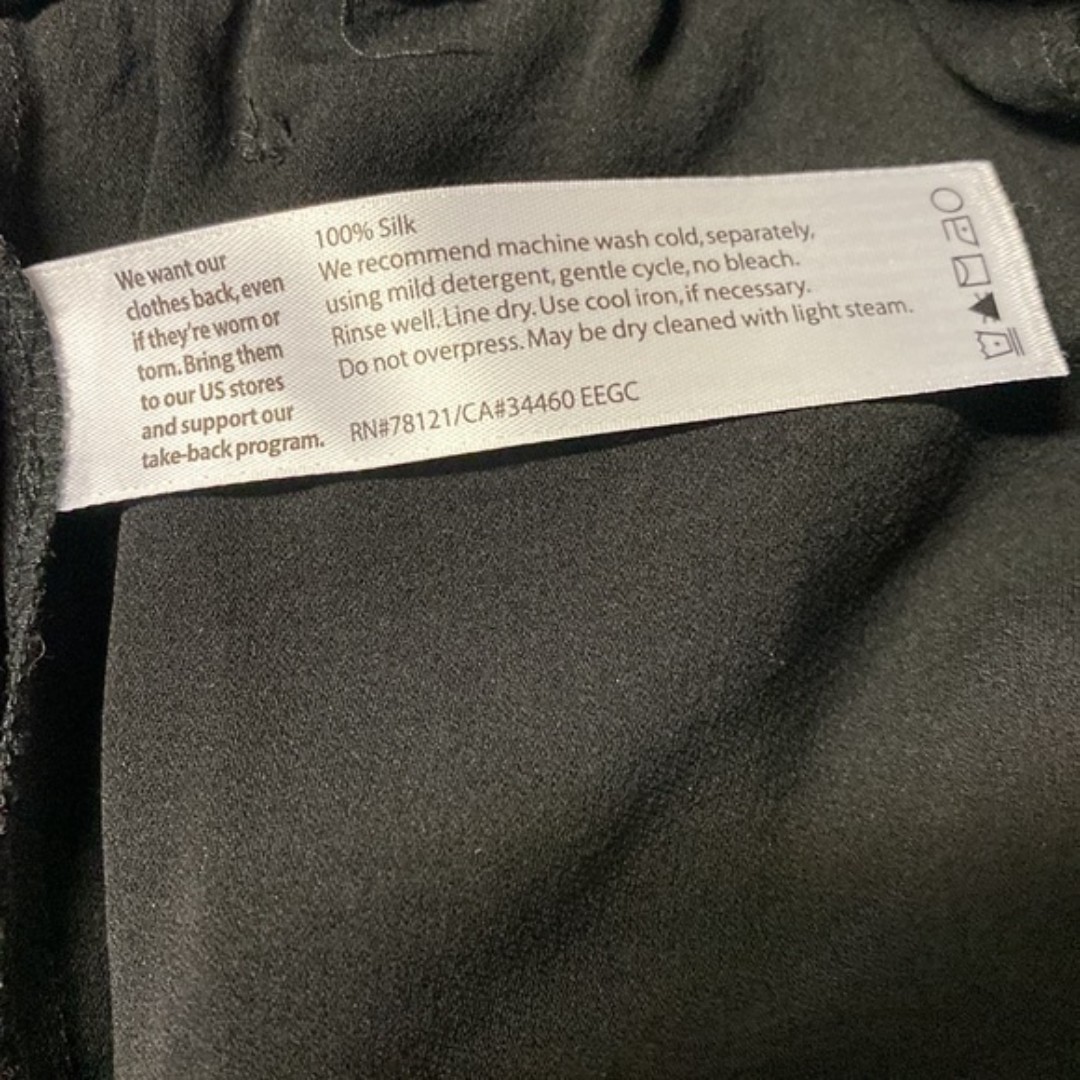 We want our
clothes back, even
if they're worn or
torn. Bring them
to our US stores
and support our
take-back program.
100% Silk
We recommend machine wash cold, separately,
using mild detergent, gentle cycle, no bleach.
Rinse well. Line dry. Use cool iron, if necessary.
Do not overpress. May be dry cleaned with light steam.
RN#78121/CA#34460 EEGC